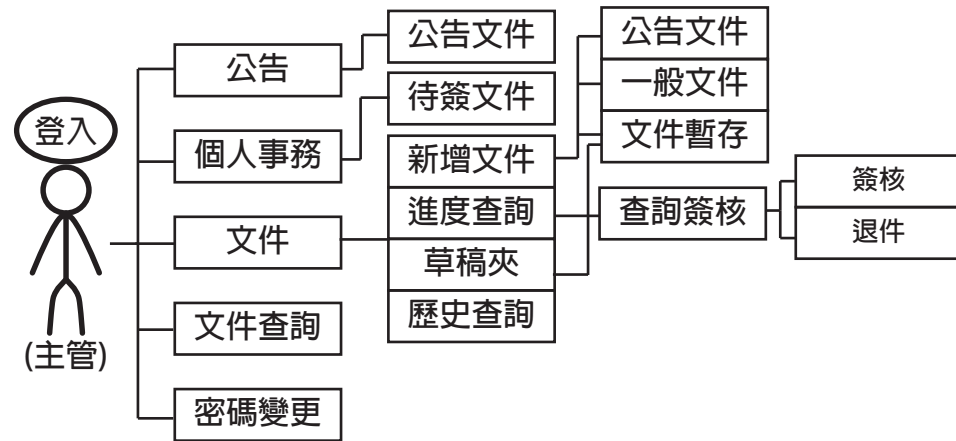 登入
(主管)
公告
個人事務
文件
文件查詢
密碼變更
公告文件
待簽文件
新增文件
進度查詢
草稿夾
歷史查詢
公告文件
一般文件
文件暫存
查詢簽核
簽核
退件